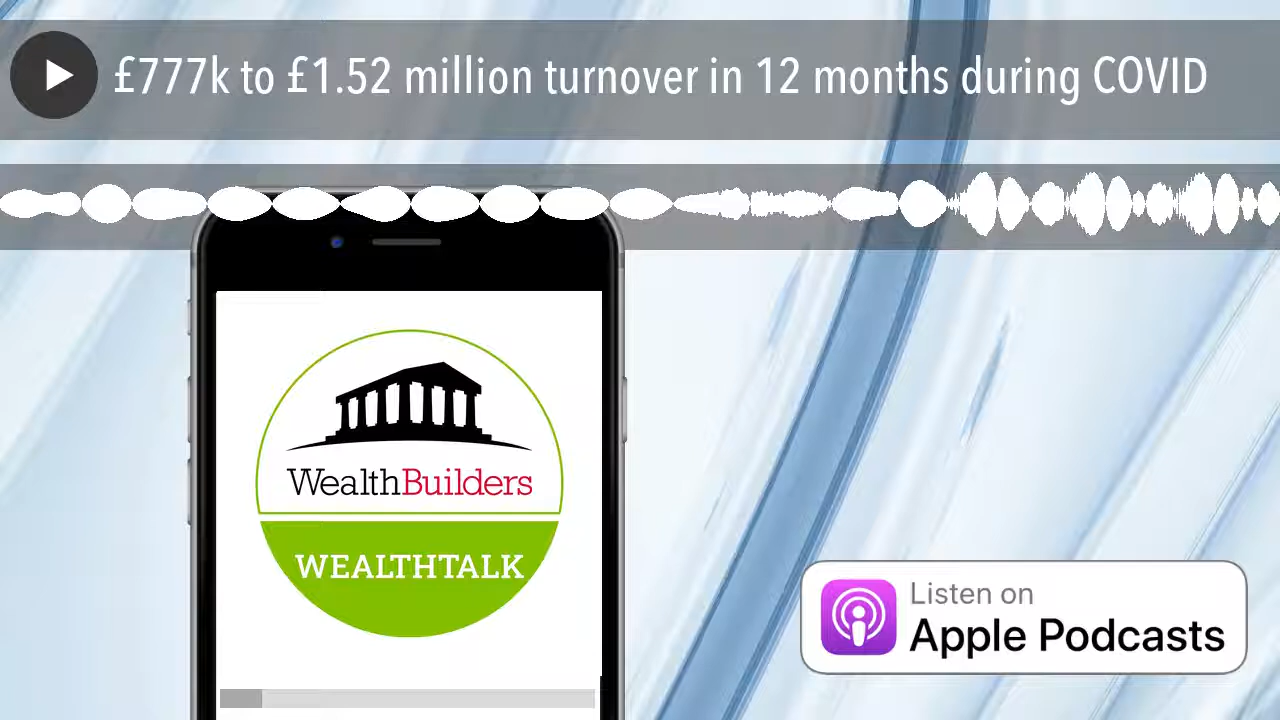 £777k to £1.52 million turnover in 12 months during COVID
WealthBuilders
WEALTHTALK
Listen on
Apple Podcasts